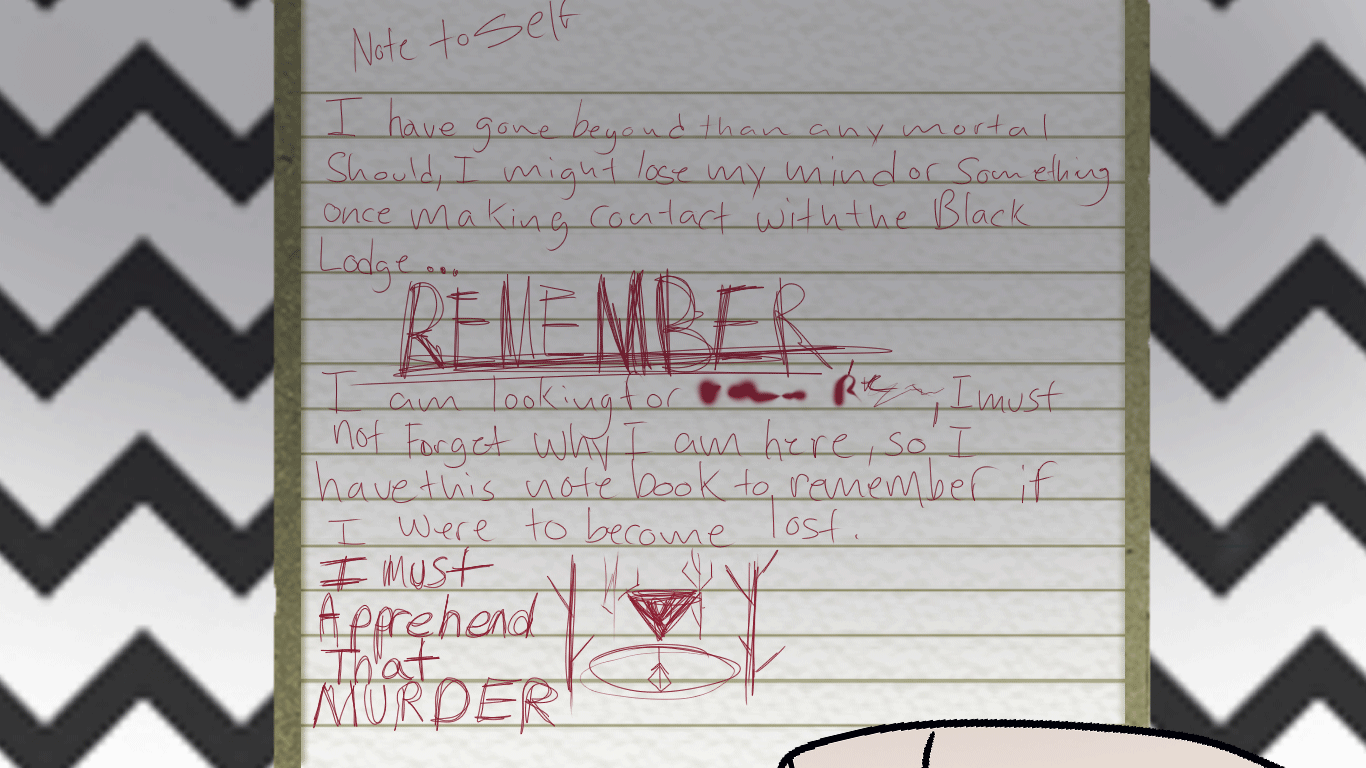 Note to Self
I have gone beyond than any mortal
Should, I might lose my mind or Something
once making contact with the Black
Lodge...
REMEMBER
I am looking for , I must
not Forget why I am here, so I
have this note book to remember if
I were to become lost.
I Must
Apprehend
That
MURDER